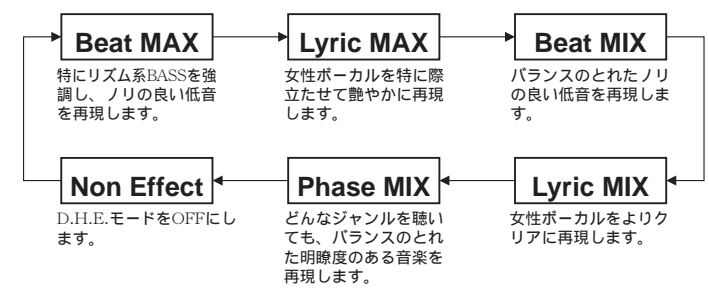 Beat MAX
特にリズム系BASSを強
調し、ノリの良い低音
を再現します。
Lyric MAX
女性ボーカルを特に際
立たせて艶やかに再現
します。
Beat MIX
バランスのとれたノリ
の良い低音を再現しま
す。
Non Effect
D.H.E.モードをOFFにし
ます。
Phase MIX
どんなジャンルを聴い
ても、バランスのとれ
た明瞭度のある音楽を
再現します。
Lyric MIX
女性ボーカルをよりク
リアに再現します。